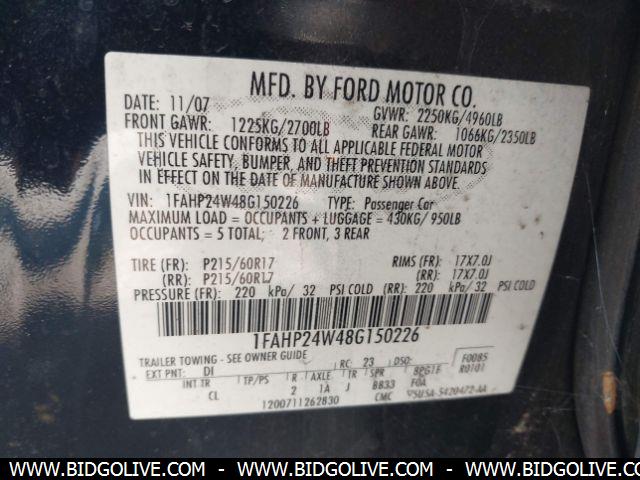 MFD. BY FORD MOTOR CO.
DATE: 11/07 GVWR: 2250KG/4960LB
FRONT GAWR: 1225KG/2700LB REAR GAWR: 1066KG/2350LB
THIS VEHICLE CONFORMS TO ALL APPLICABLE FEDERAL MOTOR
VEHICLE SAFETY, BUMPER, AND THEFT PREVENTION STANDARDS
IN EFFECT ON THE DATE OF MANUFACTURE SHOWN ABOVE.
VIN: 1FAHP24W48G150226 TYPE: Passenger Car
MAXIMUM LOAD = OCCUPANTS + LUGGAGE = 430KG/ 950LB
OCCUPANTS = 5 TOTAL: 2 FRONT, 3 REAR
TIRE (FR): P215/60R17 RIMS (FR): 17X7.0J
(RR): P215/60R17 (RR): 17X7.0J
PRESSURE (FR): 220 kPa/ 32 PSI COLD (RR): 220 kPa/ 32 PSI COLD
1FAHP24W48G150226
TRAILER TOWING - SEE OWNER GUIDE
EXT PNT: DI RC: 23 DSO: F0085
R0101
INT TR TP/PS R AXLE TR SPR
CL 2 1A J BB33 F0A
1200711262830 CMC
WWW.BIDGOLIVE.COM - WWW.BIDGOLIVE.COM - WWW.BIDGOLIVE.COM